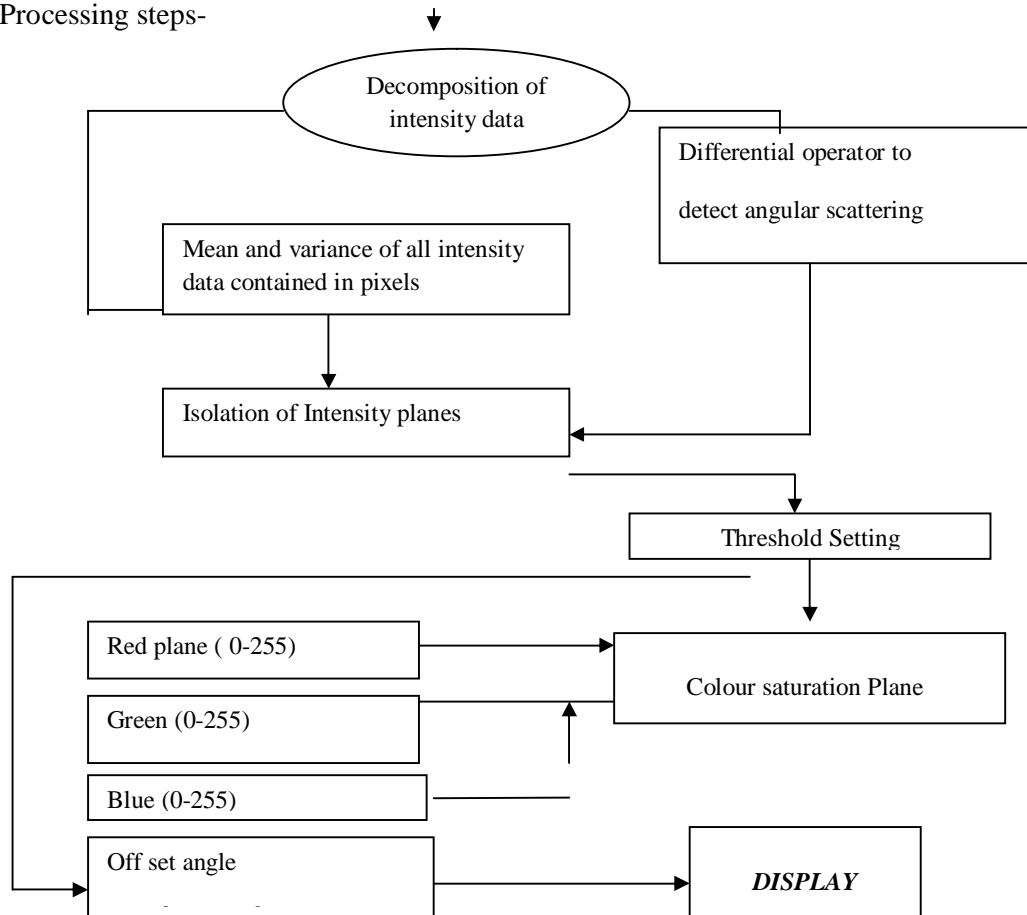 Processing steps-
Decomposition of
intensity data
Differential operator to
detect angular scattering
Mean and variance of all intensity
data contained in pixels
Isolation of Intensity planes
Threshold Setting
Red plane ( 0-255)
Colour saturation Plane
Green (0-255)
Blue (0-255)
Off set angle
DISPLAY